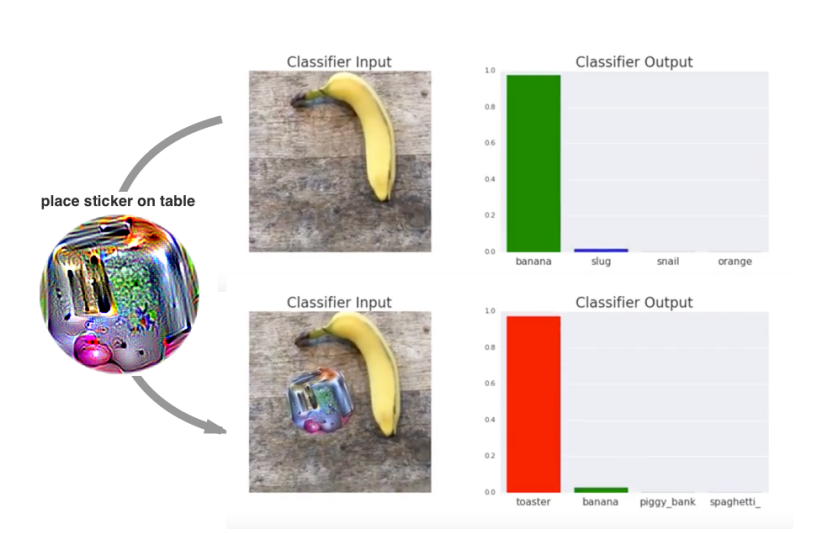 Classifier Input
Classifier Output
1.0
0.8
0.6
0.4
0.2
0.0
banana slug snail orange
place sticker on table
Classifier Input
Classifier Output
1.0
0.8
0.6
0.4
0.2
0.0
toaster banana piggy_bank spaghetti_